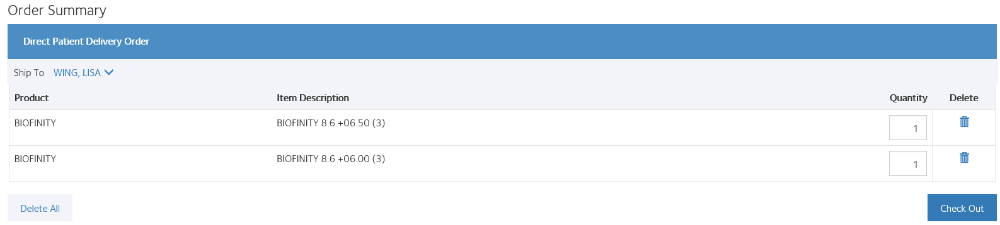 Order Summary
Direct Patient Delivery Order
Ship To WING, LISA
Product Item Description Quantity Delete
BIOFINITY BIOFINITY 8.6 +06.50 (3) 1
BIOFINITY BIOFINITY 8.6 +06.00 (3) 1
Delete All Check Out